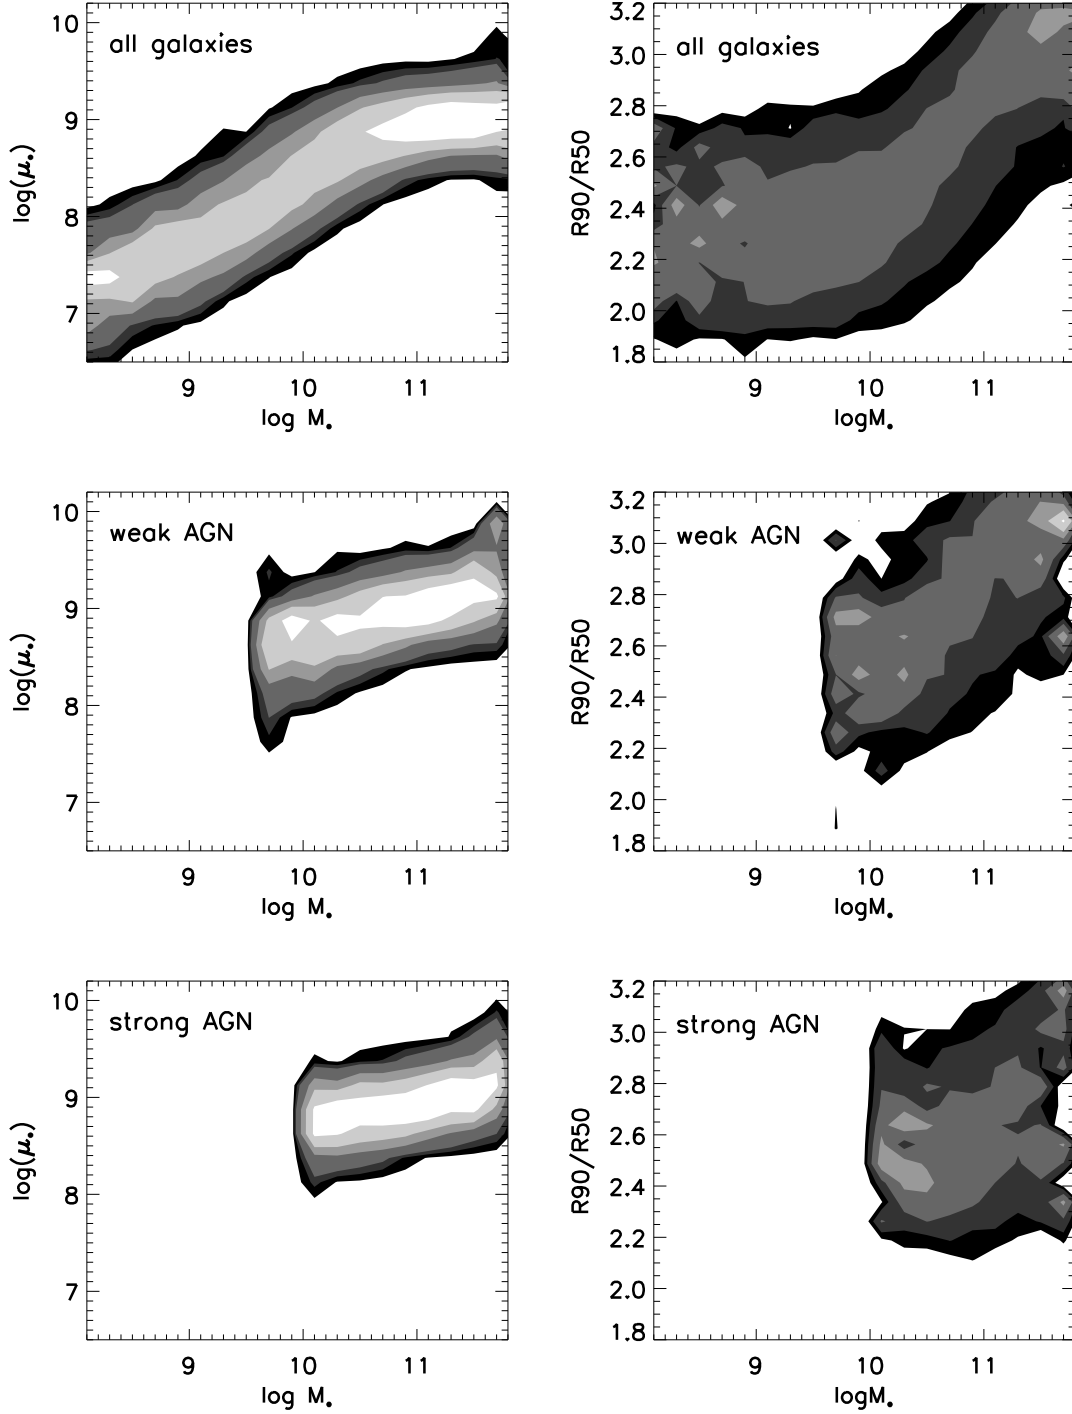 10
9
8
7
log(μ*)
all galaxies
9 10 11
log M*
3.2
3.0
2.8
2.6
2.4
2.2
2.0
1.8
R90/R50
all galaxies
9 10 11
logM*
10
9
8
7
log(μ*)
weak AGN
9 10 11
log M*
3.2
3.0
2.8
2.6
2.4
2.2
2.0
1.8
R90/R50
weak AGN
9 10 11
logM*
10
9
8
7
log(μ*)
strong AGN
9 10 11
log M*
3.2
3.0
2.8
2.6
2.4
2.2
2.0
1.8
R90/R50
strong AGN
9 10 11
logM*